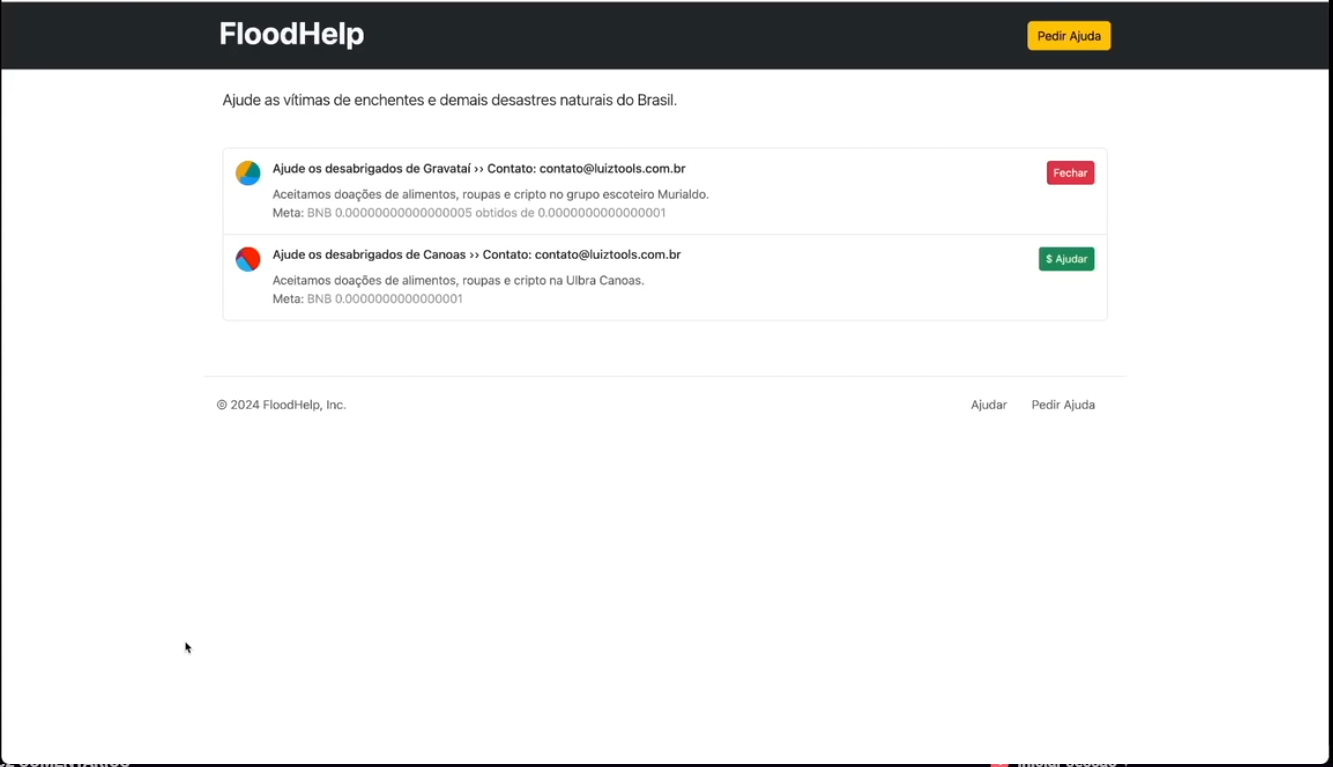 FloodHelp
Pedir Ajuda
Ajude as vítimas de enchentes e demais desastres naturais do Brasil.
Ajude os desabrigados de Gravataí ›› Contato: contato@luiztools.com.br
Fechar
Aceitamos doações de alimentos, roupas e cripto no grupo escoteiro Murialdo.
Meta: BNB 0.00000000000000005 obtidos de 0.0000000000000001
Ajude os desabrigados de Canoas ›› Contato: contato@luiztools.com.br
$ Ajudar
Aceitamos doações de alimentos, roupas e cripto na Ulbra Canoas.
Meta: BNB 0.0000000000000001
© 2024 FloodHelp, Inc.
Ajudar
Pedir Ajuda